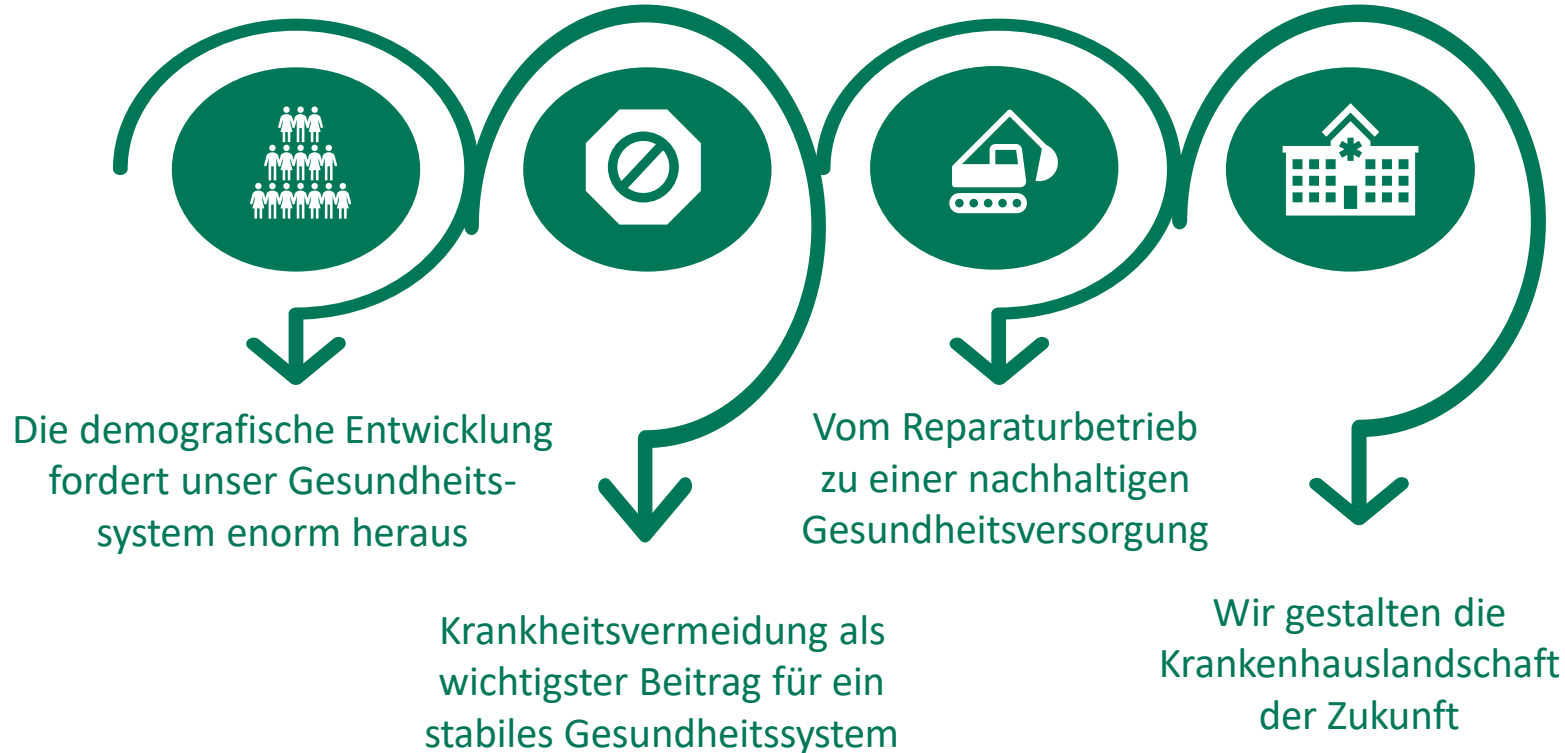 Die demografische Entwicklung
fordert unser Gesundheits-
system enorm heraus
Krankheitsvermeidung als
wichtigster Beitrag für ein
stabiles Gesundheitssystem
Vom Reparaturbetrieb
zu einer nachhaltigen
Gesundheitsversorgung
Wir gestalten die
Krankenhauslandschaft
der Zukunft